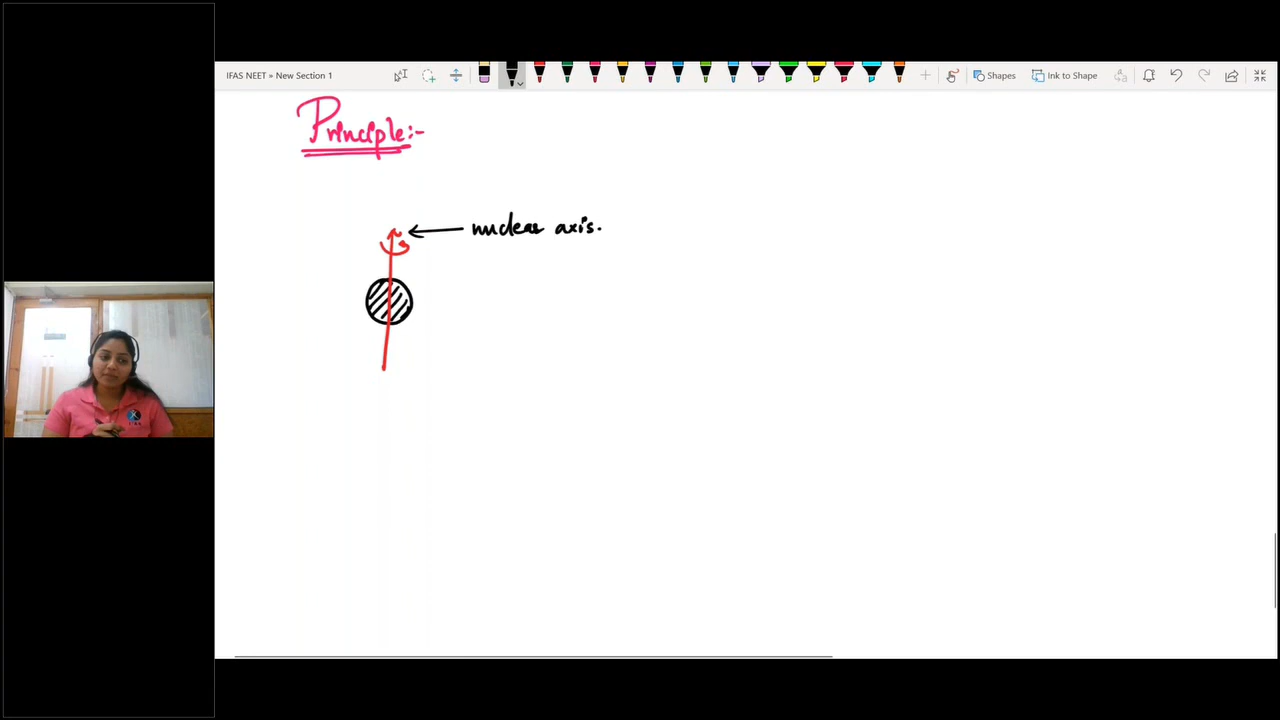 IFAS NEET » New Section 1
Shapes
Ink to Shape
Principle:-
nuclear axis.